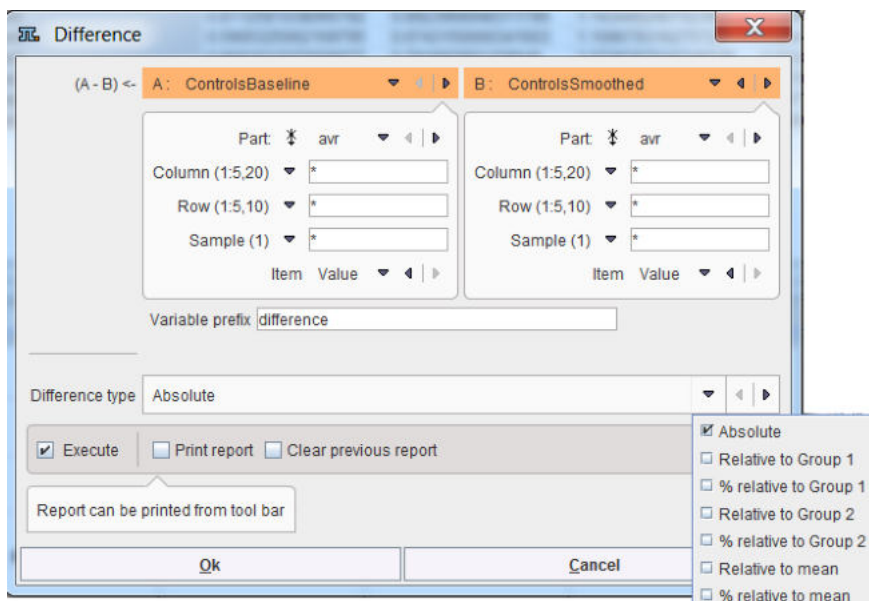 Difference
(A - B) <- A: ControlsBaseline B: ControlsSmoothed
Part: avr Part: avr
Column (1:5,20) * Column (1:5,20) *
Row (1:5,10) * Row (1:5,10) *
Sample (1) * Sample (1) *
Item Value Item Value
Variable prefix difference
Difference type Absolute
Absolute
Relative to Group 1
% relative to Group 1
Relative to Group 2
% relative to Group 2
Relative to mean
% relative to mean
Execute Print report Clear previous report
Report can be printed from tool bar
Ok Cancel